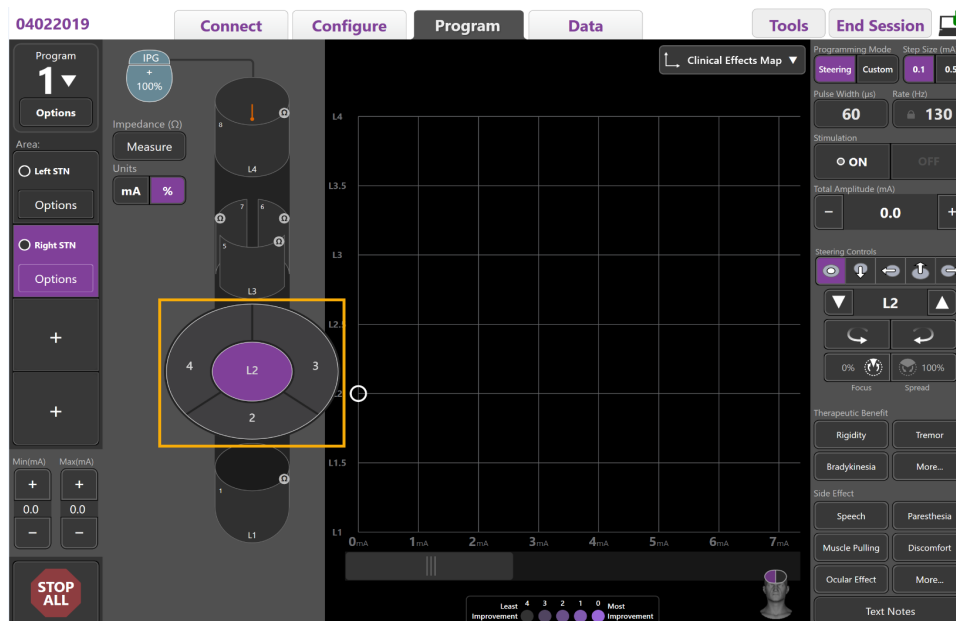 04022019
Connect
Configure
Program
Data
Tools
End Session
Program
1
Options
Area:
Left STN
Options
Right STN
Options
+
+
Min(mA) Max(mA)
+ +
0.0 0.0
− −
STOP
ALL
IPG
+
100%
Impedance (Ω)
Measure
Units
mA %
8
Ω
L4
7 6
Ω Ω
5 Ω
L3
4 L2 3
2
Ω
1
L1
Clinical Effects Map
L4
L3.5
L3
L2.5
L2
L1.5
L1
0mA 1mA 2mA 3mA 4mA 5mA 6mA 7mA
Least 4 3 2 1 0 Most
Improvement Improvement
Programming Mode Step Size (mA
Steering Custom 0.1 0.5
Pulse Width (µs) Rate (Hz)
60 130
Stimulation
ON OFF
Total Amplitude (mA)
− 0.0 +
Steering Controls
L2
0% 100%
Focus Spread
Therapeutic Benefit
Rigidity Tremor
Bradykinesia More...
Side Effect
Speech Paresthesia
Muscle Pulling Discomfort
Ocular Effect More...
Text Notes